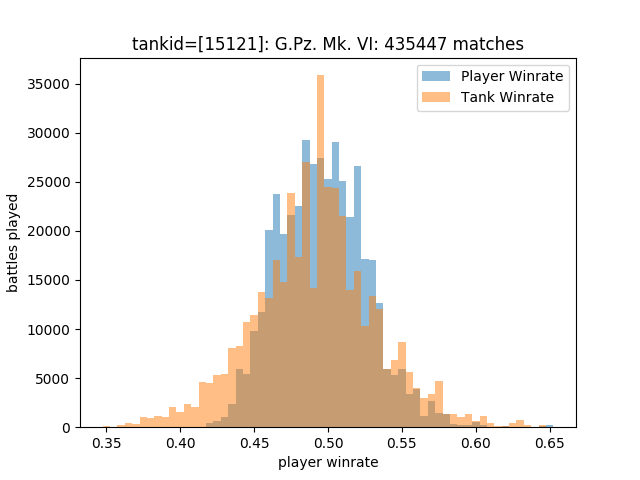 tankid=[15121]: G.Pz. Mk. VI: 435447 matches
Player Winrate
Tank Winrate
battles played
35000
30000
25000
20000
15000
10000
5000
0
0.35 0.40 0.45 0.50 0.55 0.60 0.65
player winrate